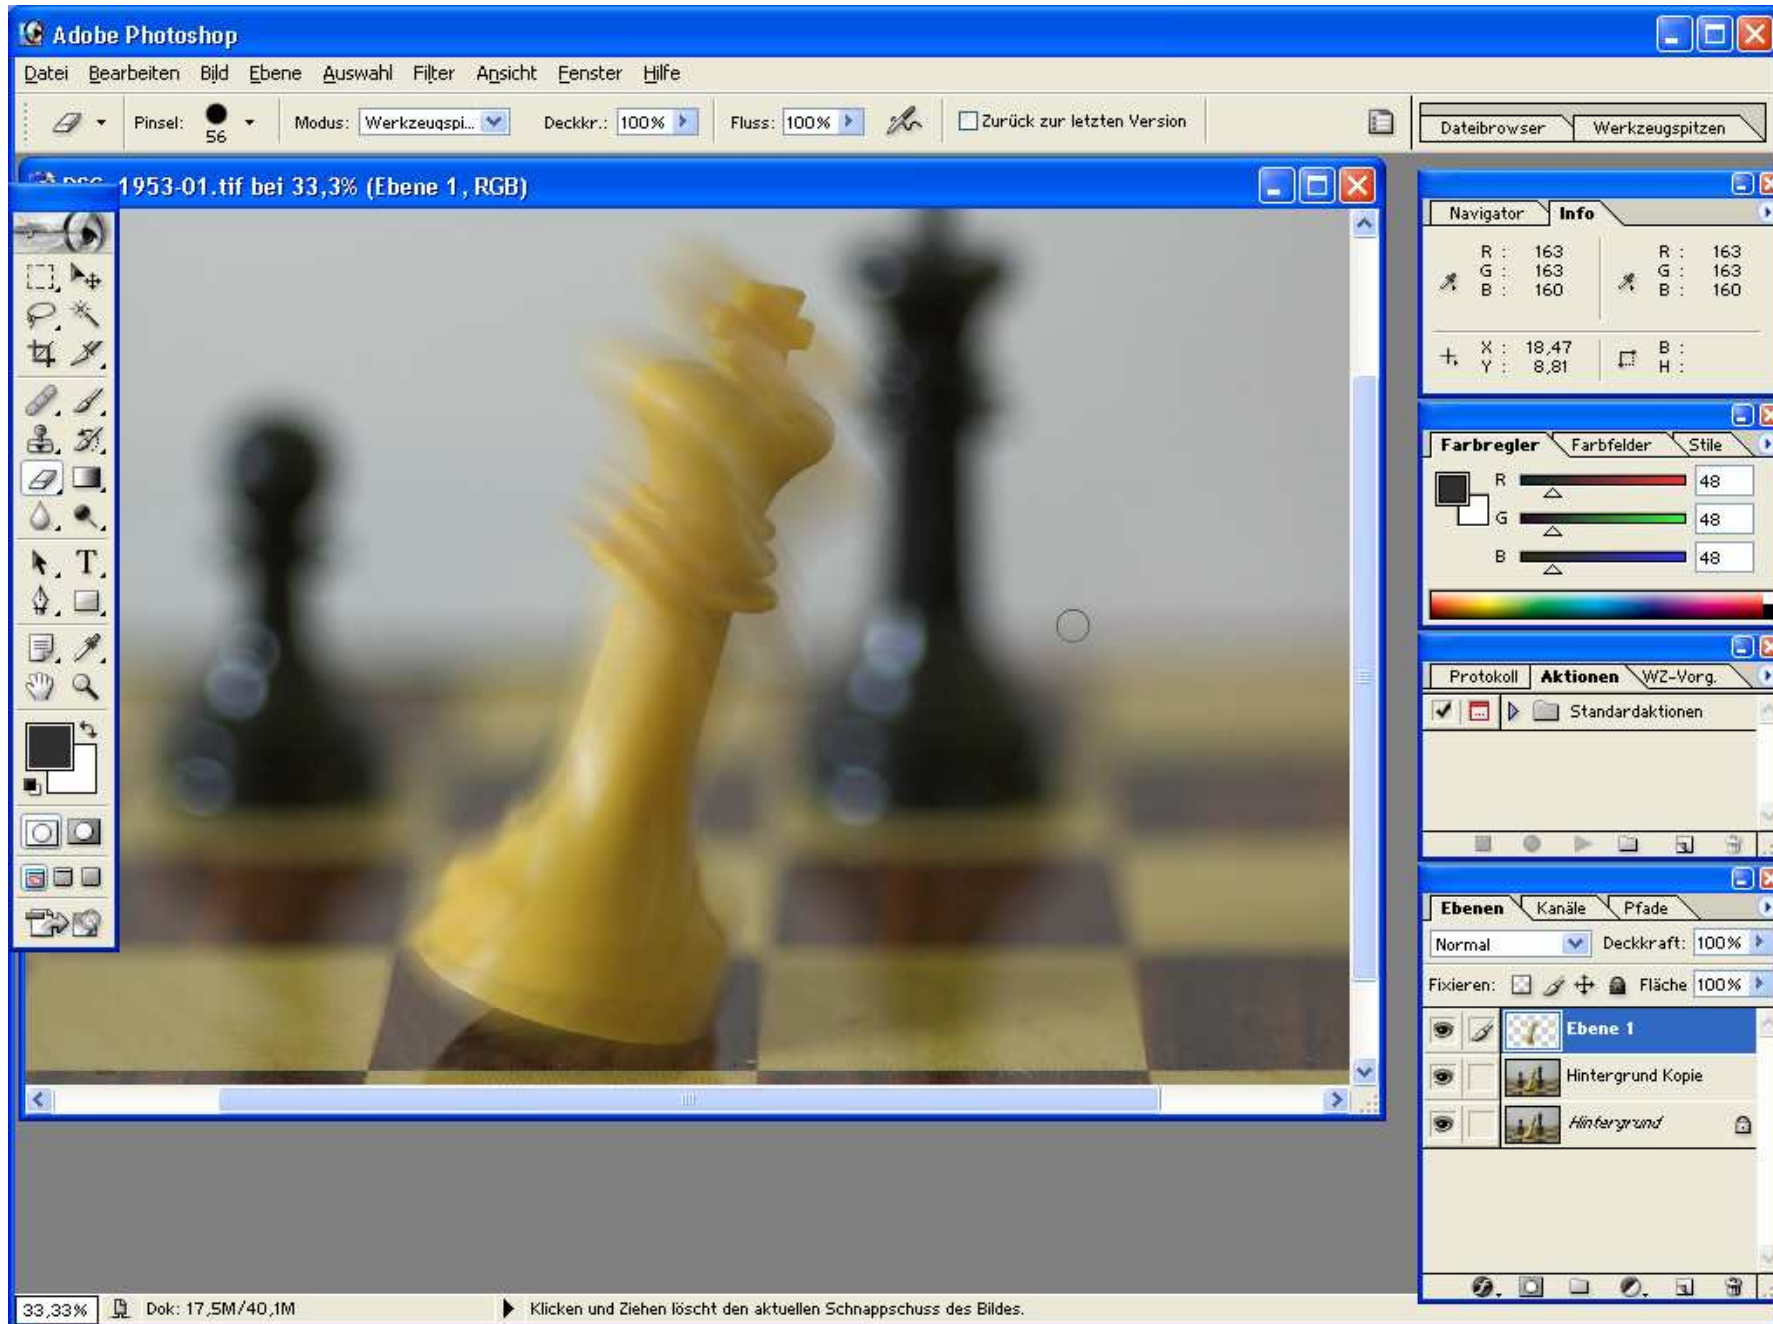 Adobe Photoshop
Datei Bearbeiten Bild Ebene Auswahl Filter Ansicht Fenster Hilfe
Pinsel: 56 Modus: Werkzeugspi... Deckkr.: 100% Fluss: 100% Zurück zur letzten Version Dateibrowser Werkzeugspitzen
1953-01.tif bei 33,3% (Ebene 1, RGB)
Navigator Info
R : 163 R : 163
G : 163 G : 163
B : 160 B : 160
X : 18,47 B :
Y : 8,81 H :
Farbregler Farbfelder Stile
R 48
G 48
B 48
Protokoll Aktionen WZ-Vorg.
Standardaktionen
Ebenen Kanäle Pfade
Normal Deckkraft: 100%
Fixieren: Fläche 100%
Ebene 1
Hintergrund Kopie
Hintergrund
33,33% Dok: 17,5M/40,1M Klicken und Ziehen löscht den aktuellen Schnappschuss des Bildes.